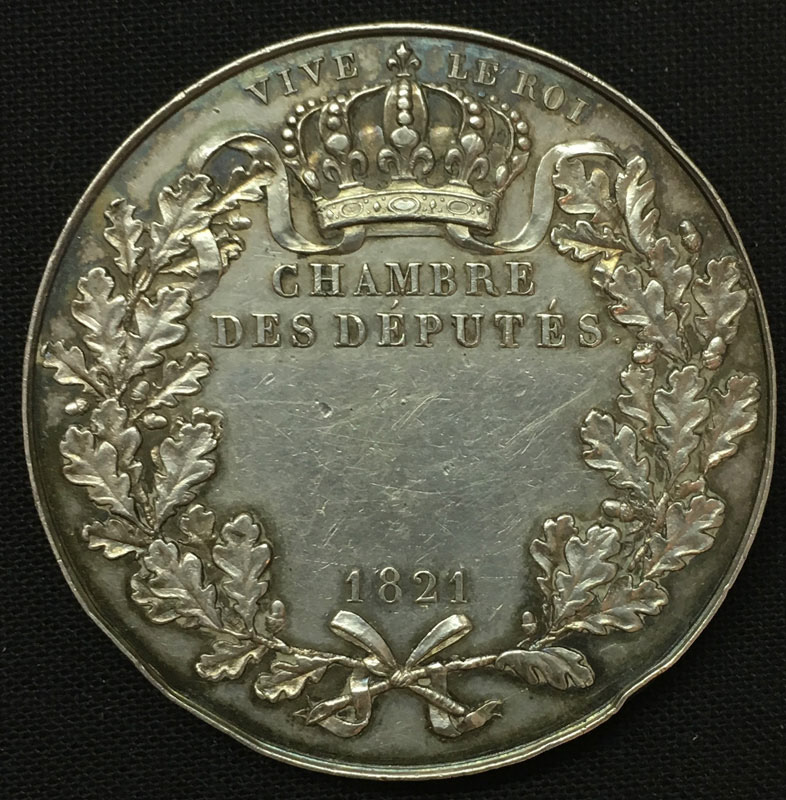 VIVE LE ROI
CHAMBRE
DES DÉPUTÉS.
1821